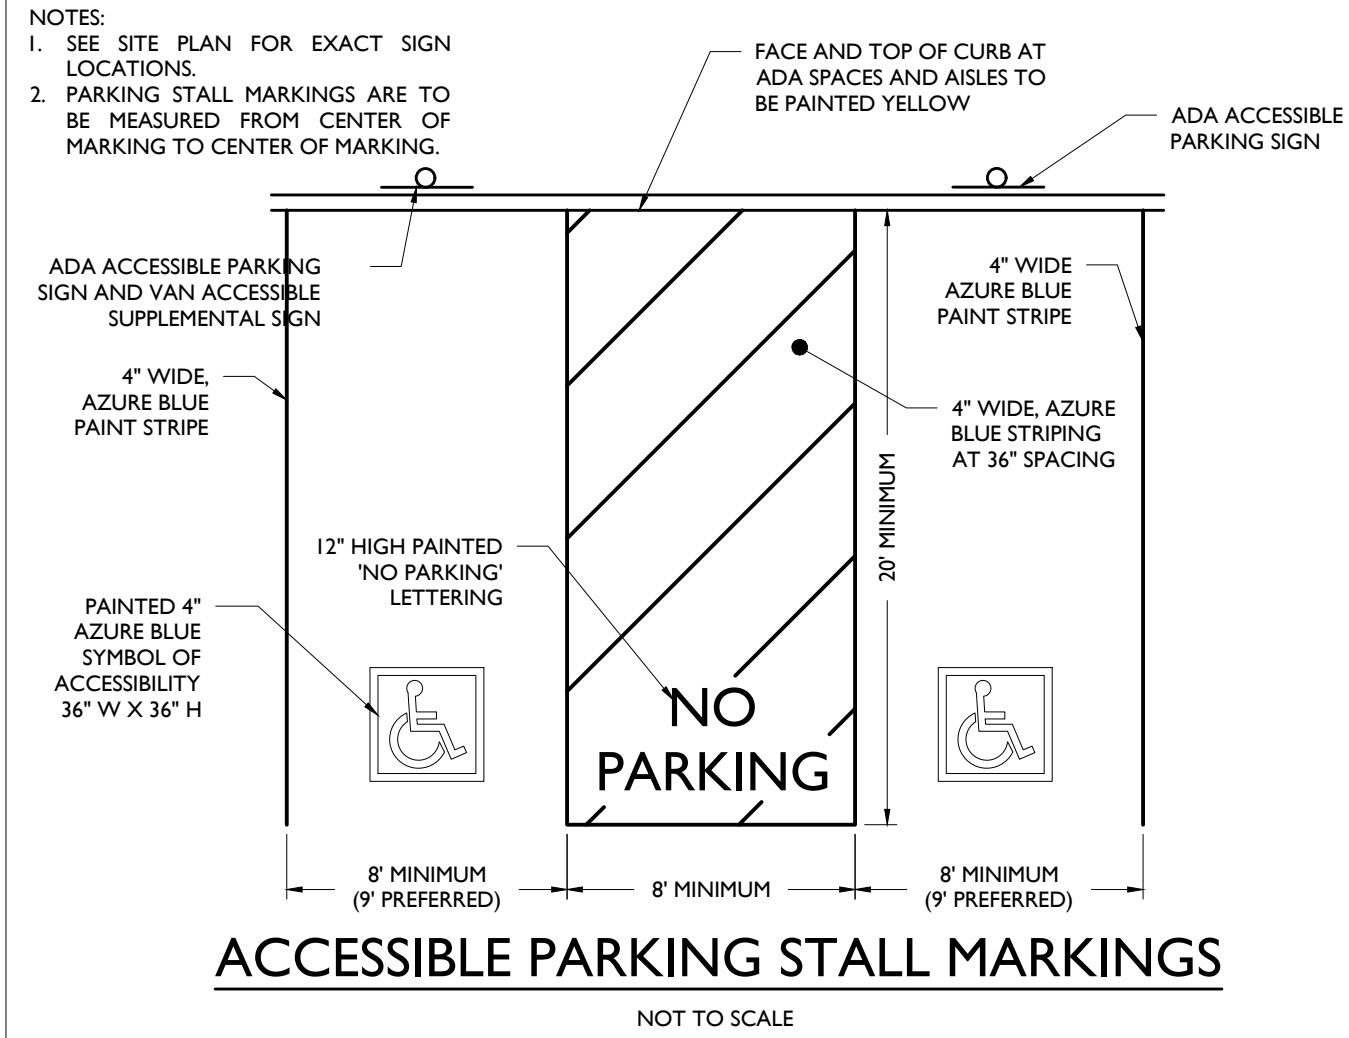 NOTES:
1. SEE SITE PLAN FOR EXACT SIGN
LOCATIONS.
2. PARKING STALL MARKINGS ARE TO
BE MEASURED FROM CENTER OF
MARKING TO CENTER OF MARKING.
FACE AND TOP OF CURB AT
ADA SPACES AND AISLES TO
BE PAINTED YELLOW
ADA ACCESSIBLE
PARKING SIGN
ADA ACCESSIBLE PARKING
SIGN AND VAN ACCESSIBLE
SUPPLEMENTAL SIGN
4" WIDE
AZURE BLUE
PAINT STRIPE
4" WIDE,
AZURE BLUE
PAINT STRIPE
4" WIDE, AZURE
BLUE STRIPING
AT 36" SPACING
20' MINIMUM
12" HIGH PAINTED
'NO PARKING'
LETTERING
PAINTED 4"
AZURE BLUE
SYMBOL OF
ACCESSIBILITY
36" W X 36" H
NO
PARKING
8' MINIMUM
(9' PREFERRED)
8' MINIMUM
8' MINIMUM
(9' PREFERRED)
ACCESSIBLE PARKING STALL MARKINGS
NOT TO SCALE